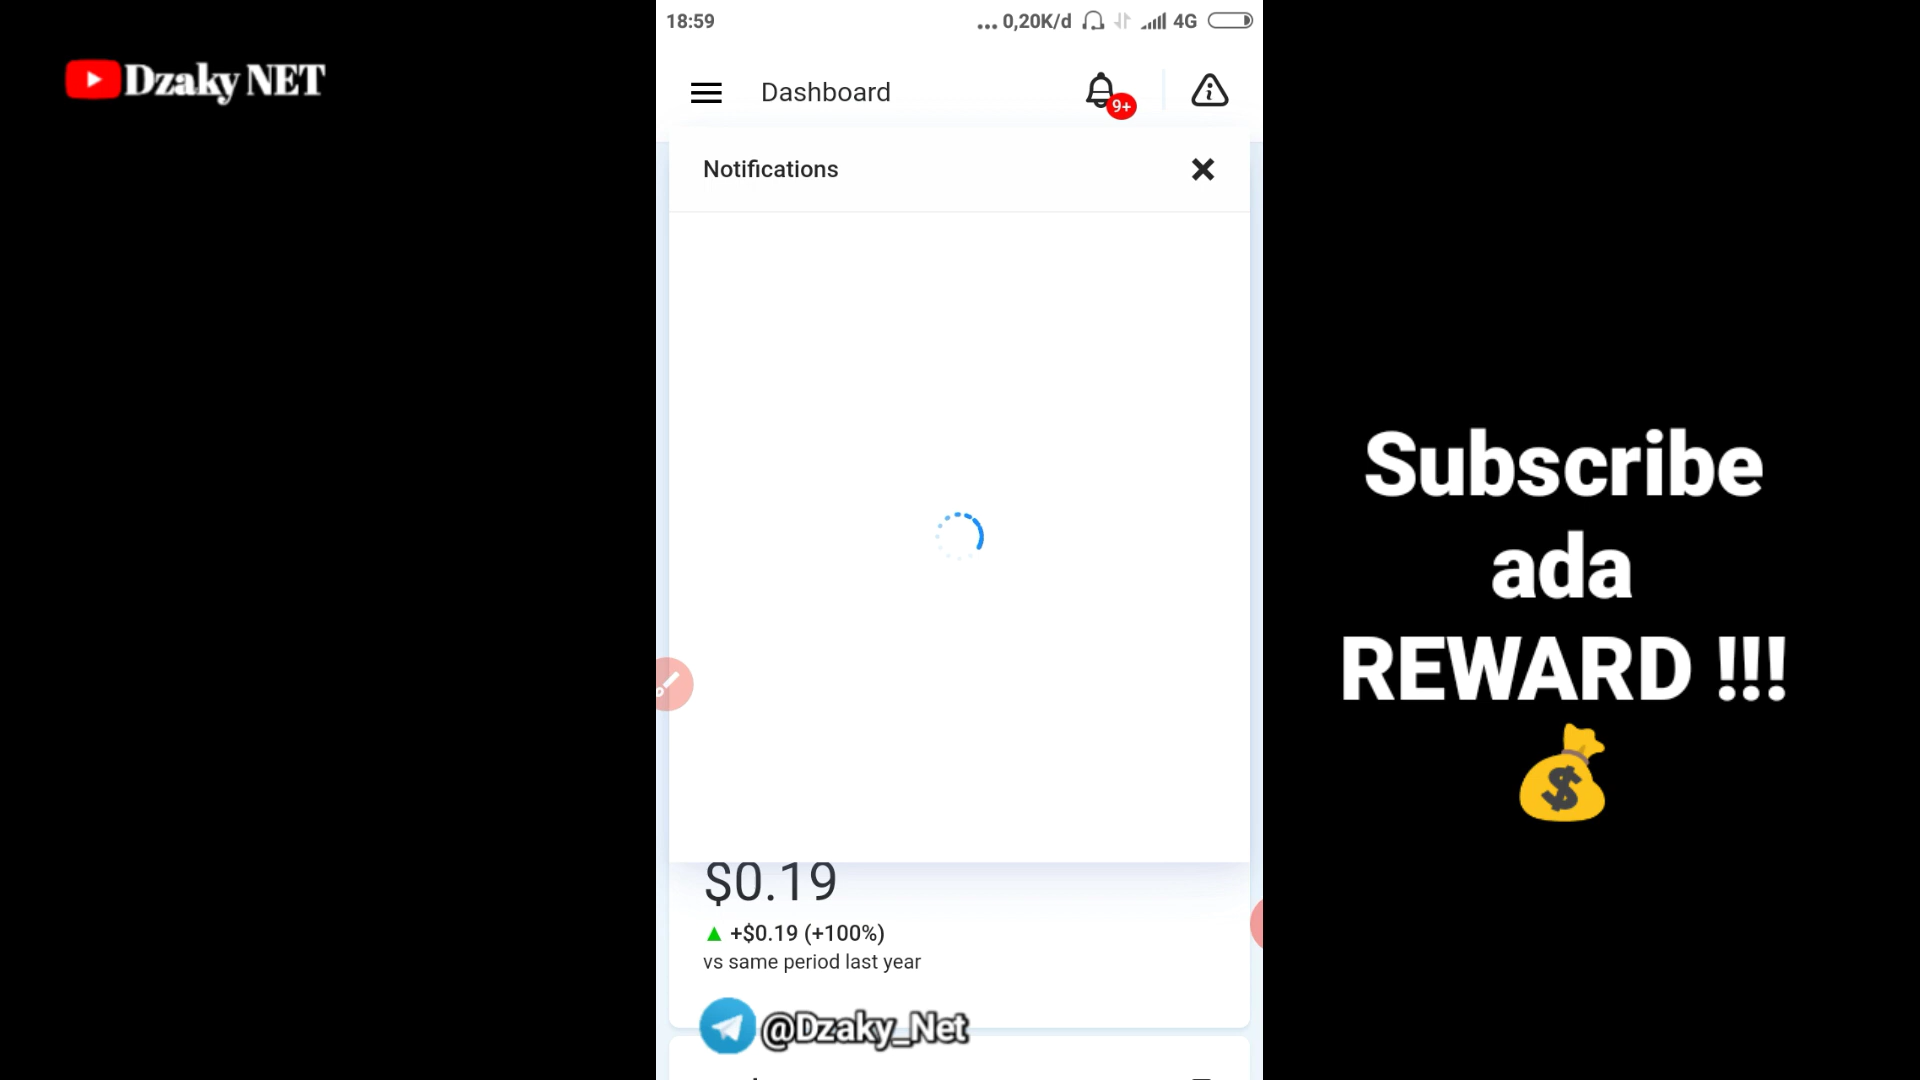 18:59
... 0,20K/d
4G
Dzaky NET
Dashboard
9+
Notifications
Subscribe
ada
REWARD !!!
$0.19
+$0.19 (+100%)
vs same period last year
@Dzaky_Net